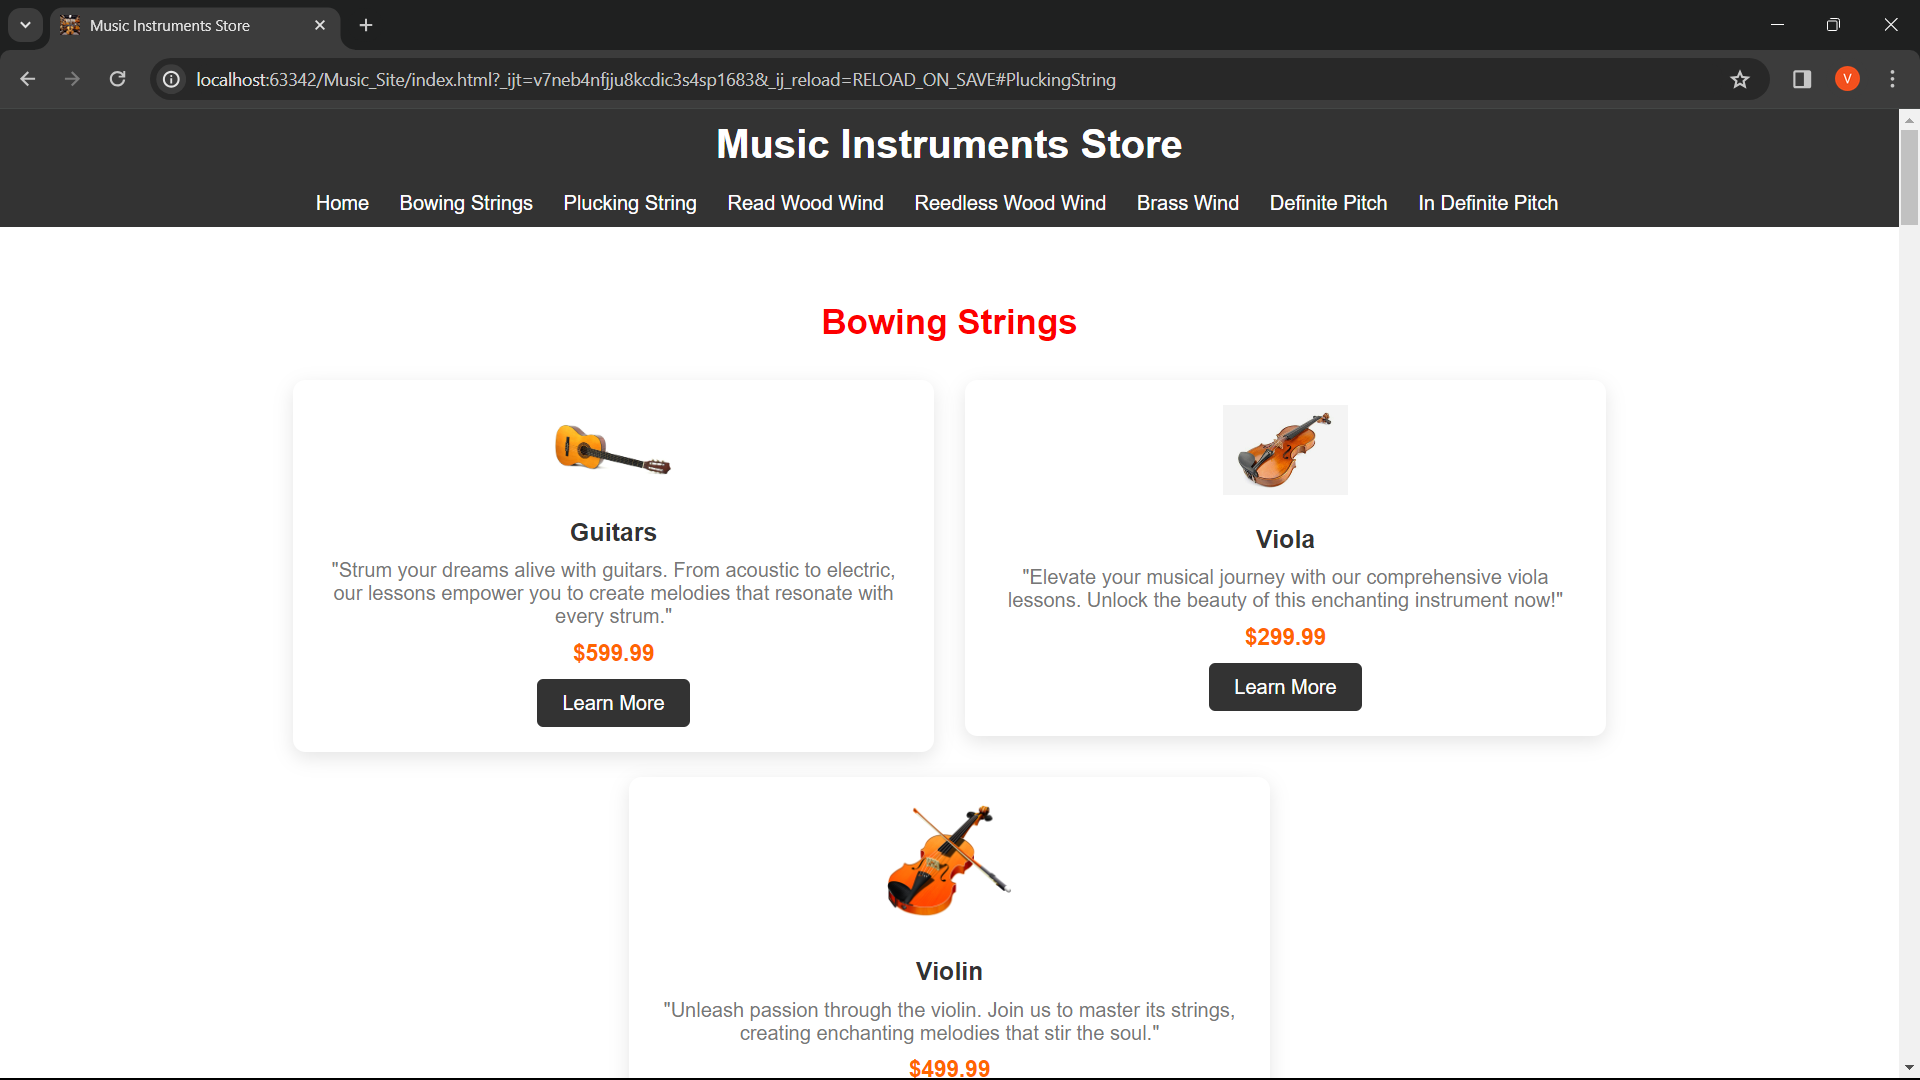 Music Instruments Store
localhost:63342/Music_Site/index.html?_ijt=v7neb4nfjju8kcdic3s4sp1683&_ij_reload=RELOAD_ON_SAVE#PluckingString
V
Music Instruments Store
Home Bowing Strings Plucking String Read Wood Wind Reedless Wood Wind Brass Wind Definite Pitch In Definite Pitch
Bowing Strings
Guitars
"Strum your dreams alive with guitars. From acoustic to electric,
our lessons empower you to create melodies that resonate with
every strum."
$599.99
Learn More
Viola
"Elevate your musical journey with our comprehensive viola
lessons. Unlock the beauty of this enchanting instrument now!"
$299.99
Learn More
Violin
"Unleash passion through the violin. Join us to master its strings,
creating enchanting melodies that stir the soul."
$499.99